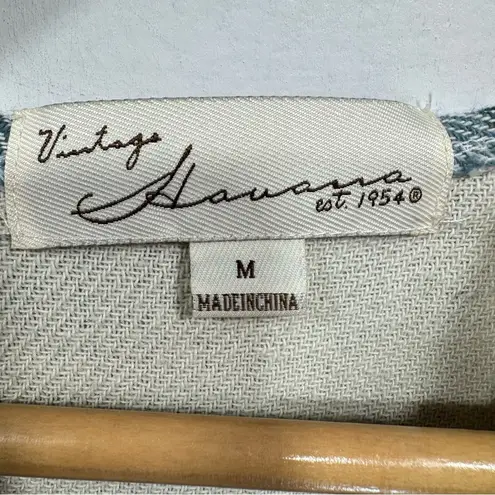 Vintage
Havana
est. 1954®
M
MADEINCHINA